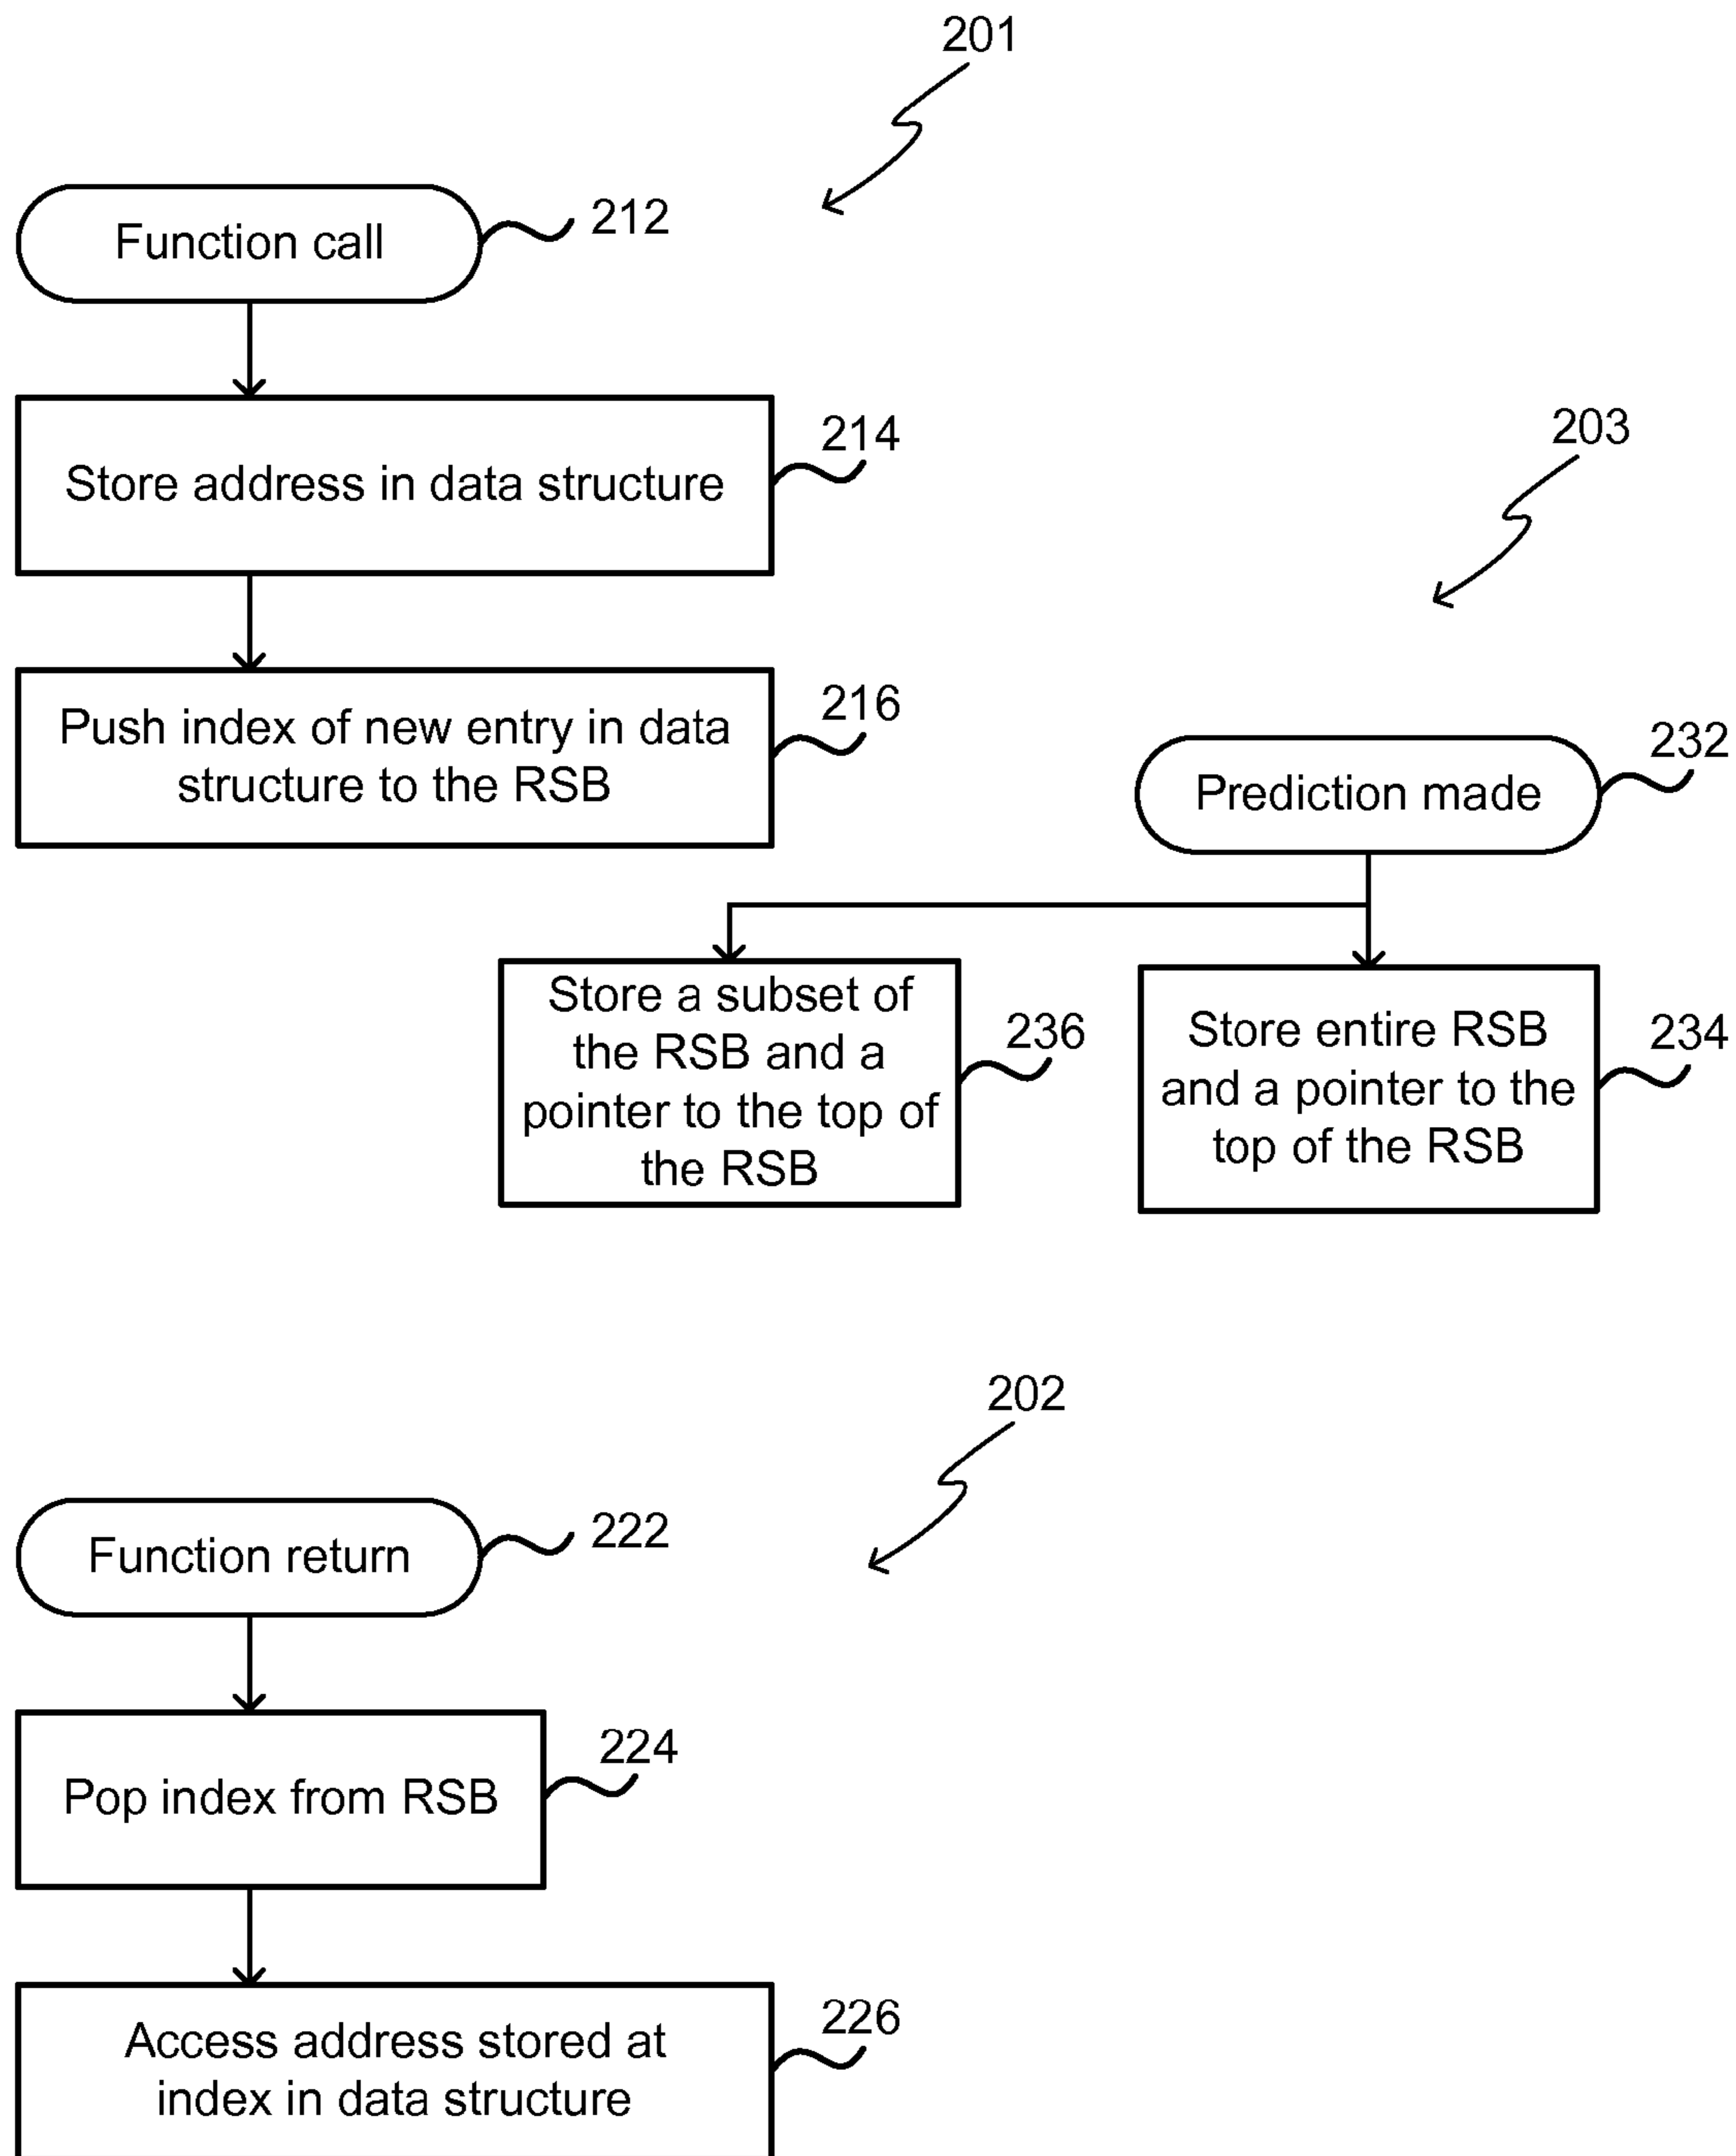 201
Function call
212
Store address in data structure
214
Push index of new entry in data
structure to the RSB
216
203
Prediction made
232
Store a subset of
the RSB and a
pointer to the top of
the RSB
236
Store entire RSB
and a pointer to the
top of the RSB
234
202
Function return
222
Pop index from RSB
224
Access address stored at
index in data structure
226